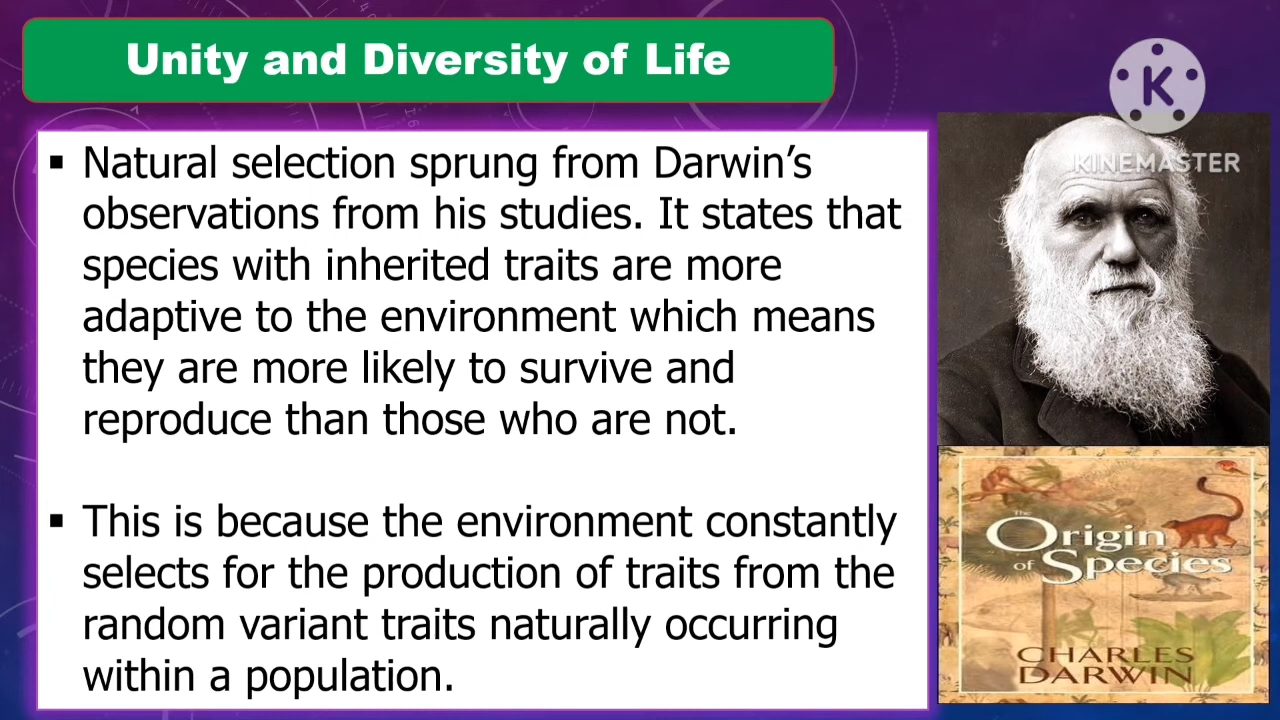 Unity and Diversity of Life
K
KINEMASTER
▪ Natural selection sprung from Darwin’s
observations from his studies. It states that
species with inherited traits are more
adaptive to the environment which means
they are more likely to survive and
reproduce than those who are not.
▪ This is because the environment constantly
selects for the production of traits from the
random variant traits naturally occurring
within a population.
The
Origin
of Species
CHARLES
DARWIN